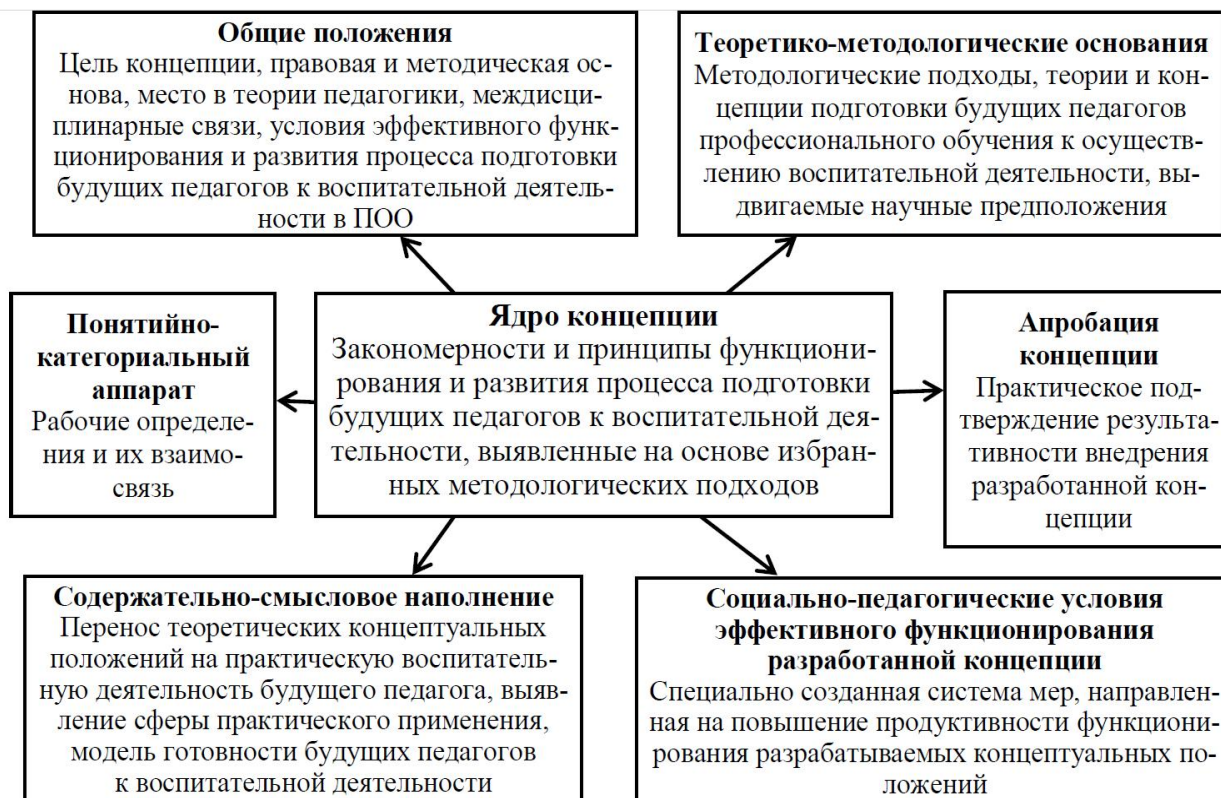 Общие положения
Цель концепции, правовая и методическая ос-
нова, место в теории педагогики, междисци-
плинарные связи, условия эффективного функ-
ционирования и развития процесса подготовки
будущих педагогов к воспитательной деятель-
ности в ПОО
Теоретико-методологические основания
Методологические подходы, теории и кон-
цепции подготовки будущих педагогов
профессионального обучения к осуществ-
лению воспитательной деятельности, вы-
двигаемые научные предположения
Понятийно-
категориальный
аппарат
Рабочие определе-
ния и их взаимо-
связь
Ядро концепции
Закономерности и принципы функциони-
рования и развития процесса подготовки
будущих педагогов к воспитательной дея-
тельности, выявленные на основе избран-
ных методологических подходов
Апробация
концепции
Практическое под-
тверждение результа-
тивности внедрения
разработанной кон-
цепции
Содержательно-смысловое наполнение
Перенос теоретических концептуальных
положений на практическую воспитатель-
ную деятельность будущего педагога, выяв-
ление сферы практического применения,
модель готовности будущих педагогов
к воспитательной деятельности
Социально-педагогические условия
эффективного функционирования
разработанной концепции
Специально созданная система мер, направлен-
ная на повышение продуктивности функциони-
рования разрабатываемых концептуальных по-
ложений